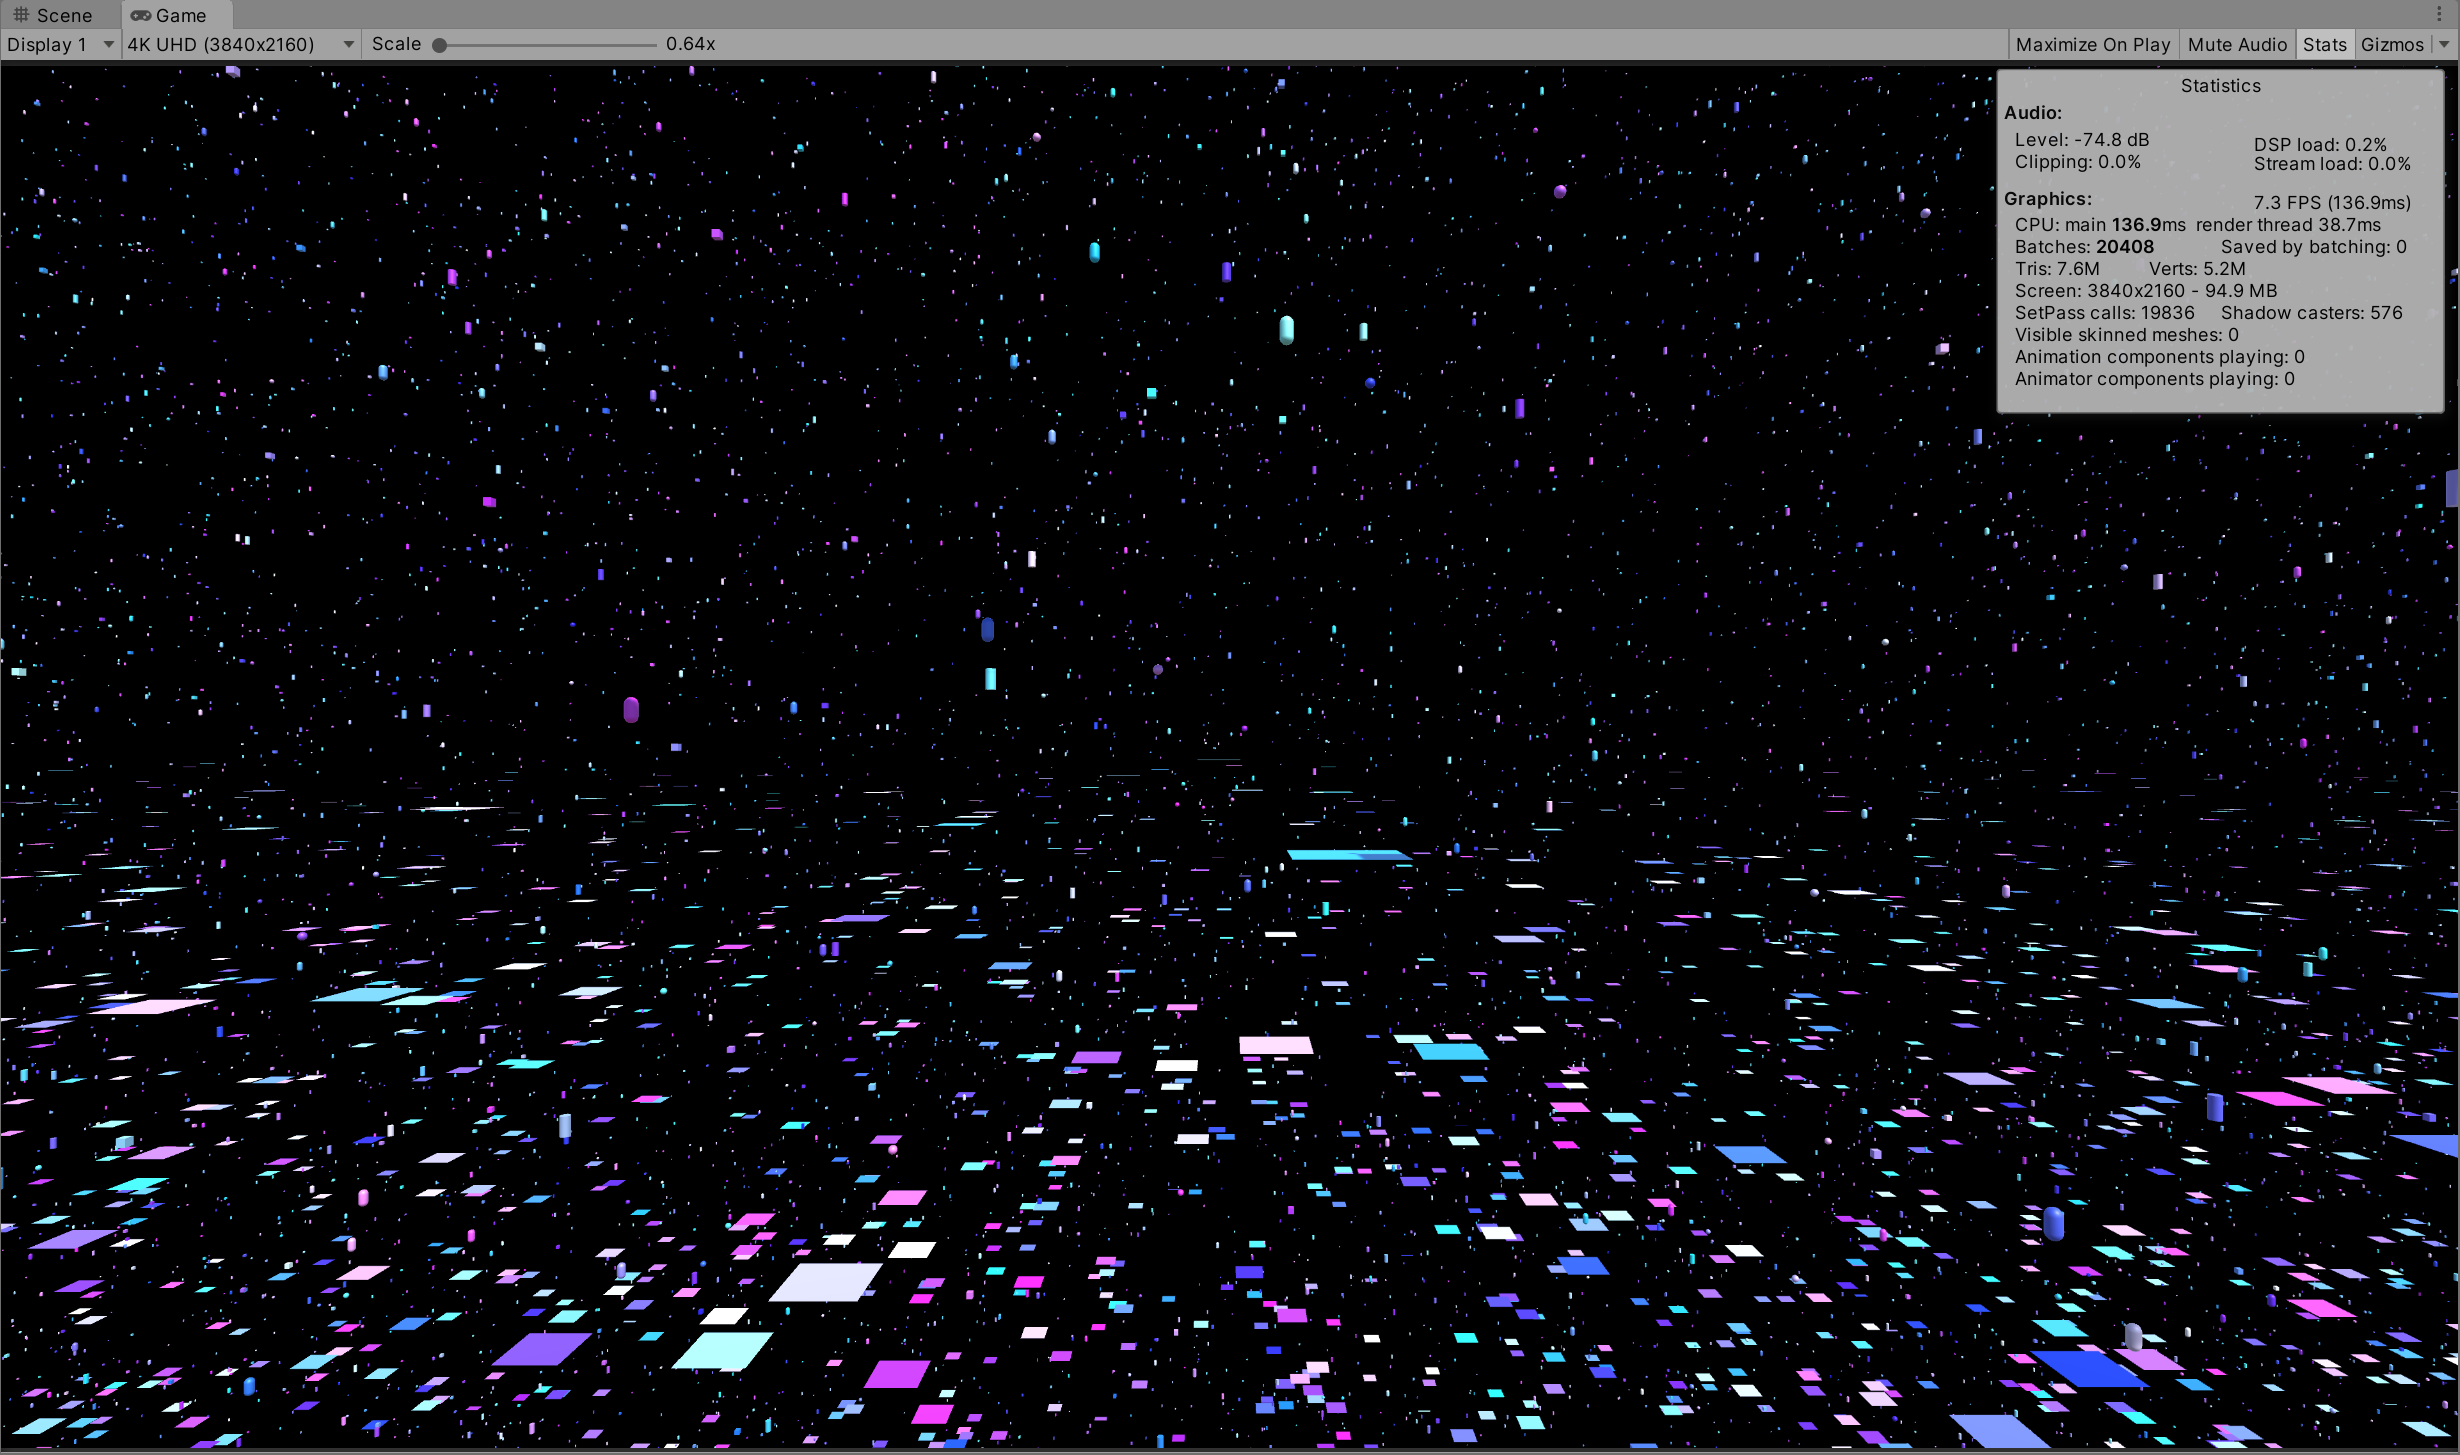 Scene Game
Display 1 4K UHD (3840x2160) Scale 0.64x Maximize On Play Mute Audio Stats Gizmos
Statistics
Audio:
Level: -74.8 dB DSP load: 0.2%
Clipping: 0.0% Stream load: 0.0%
Graphics: 7.3 FPS (136.9ms)
CPU: main 136.9ms render thread 38.7ms
Batches: 20408 Saved by batching: 0
Tris: 7.6M Verts: 5.2M
Screen: 3840x2160 - 94.9 MB
SetPass calls: 19836 Shadow casters: 576
Visible skinned meshes: 0
Animation components playing: 0
Animator components playing: 0